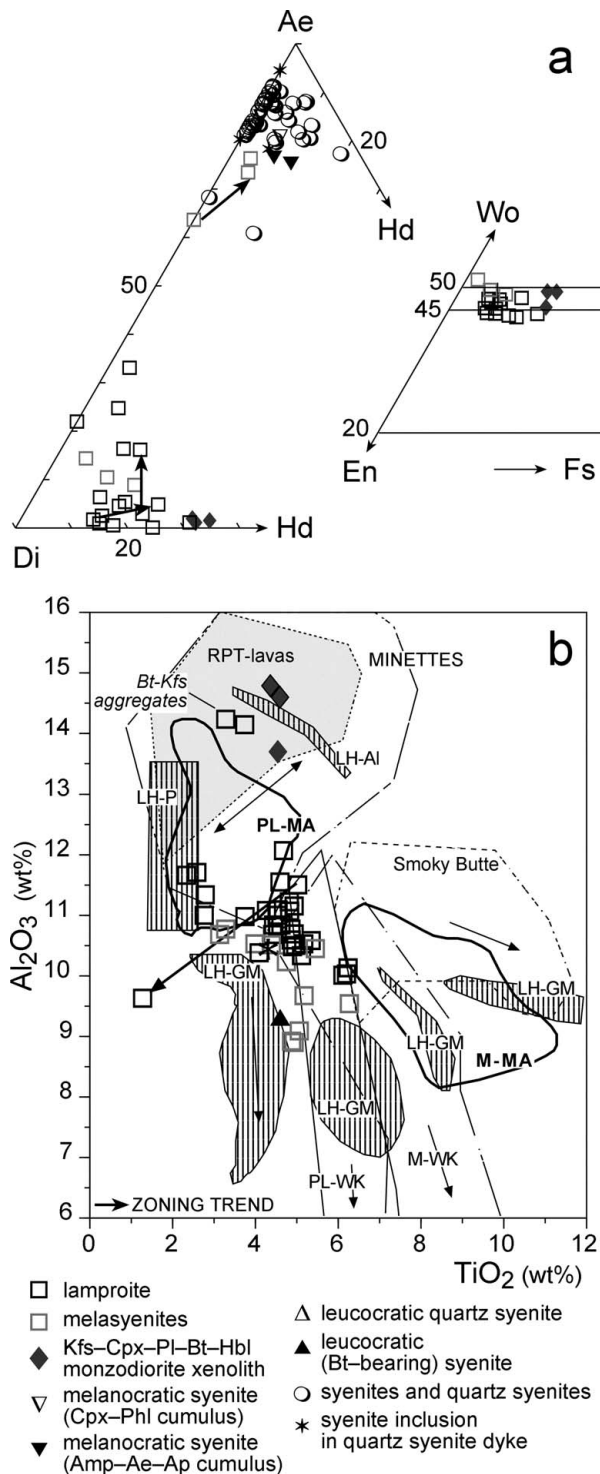 Ae
a
20
Hd
Wo
50
50
45
20
En
Fs
Hd
Di
20
16
15
14
13
12
11
10
9
8
7
6
Al2O3 (wt%)
b
RPT-lavas
MINETTES
Bt-Kfs
aggregates
LH-Al
LH-P
PL-MA
Smoky Butte
LH-GM
LH-GM
LH-GM
M-MA
LH-GM
M-WK
PL-WK
ZONING TREND
0
2
4
6
8
10
12
TiO2 (wt%)
lamproite
melasyenites
Kfs–Cpx–Pl–Bt–Hbl
monzodiorite xenolith
melanocratic syenite
(Cpx–Phl cumulus)
melanocratic syenite
(Amp–Ae–Ap cumulus)
leucocratic quartz syenite
leucocratic
(Bt–bearing) syenite
syenites and quartz syenites
syenite inclusion
in quartz syenite dyke